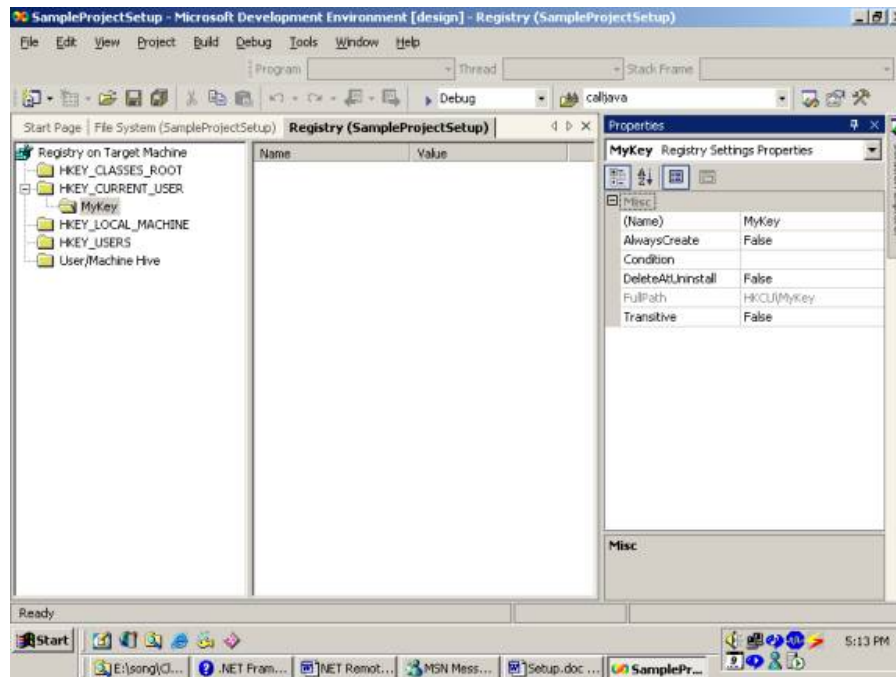 SampleProjectSetup - Microsoft Development Environment [design] - Registry (SampleProjectSetup)
File Edit View Project Build Debug Tools Window Help
Program Thread Stack Frame
Debug calljava
Start Page File System (SampleProjectSetup) Registry (SampleProjectSetup)
Registry on Target Machine
HKEY_CLASSES_ROOT
HKEY_CURRENT_USER
MyKey
HKEY_LOCAL_MACHINE
HKEY_USERS
User/Machine Hive
Name Value
Properties
MyKey Registry Settings Properties
Misc
(Name) MyKey
AlwaysCreate False
Condition
DeleteAtUninstall False
FullPath HKCU\MyKey
Transitive False
Misc
Ready
Start 5:13 PM
E:\song\Cl... .NET Fram... NET Remot... MSN Mess... Setup.doc ... SamplePr...